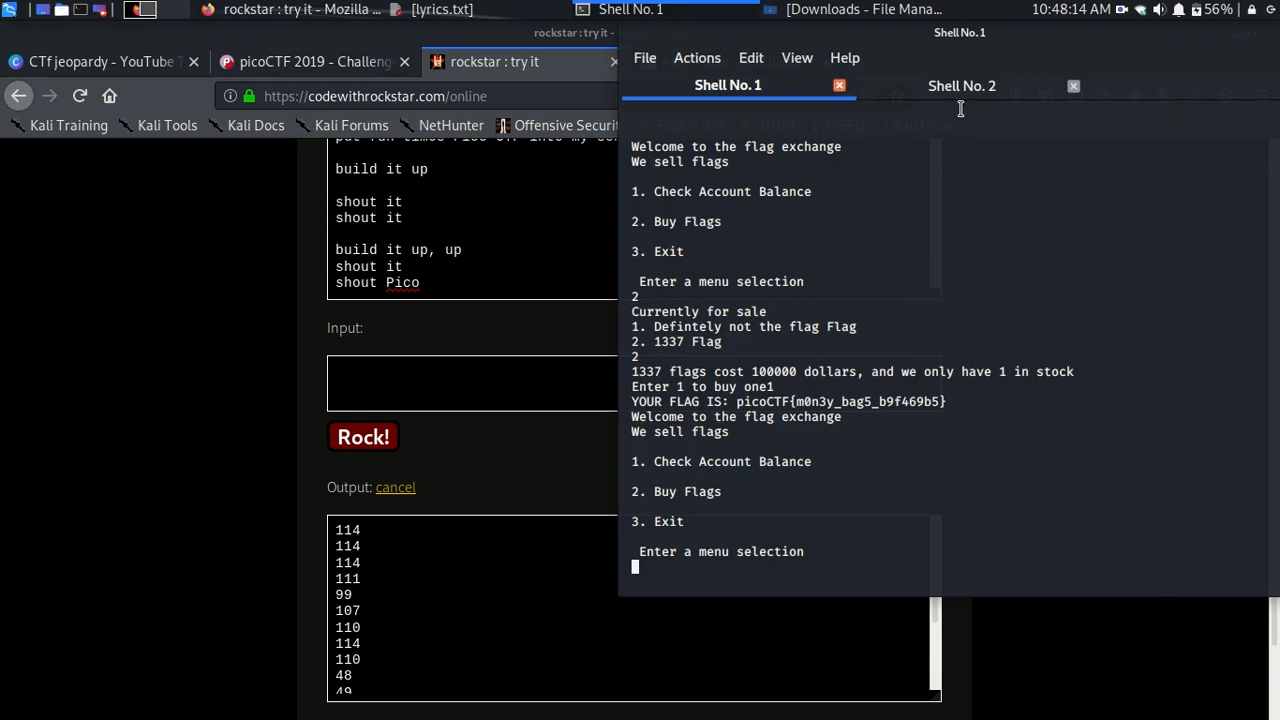 rockstar : try it - Mozilla ...
[lyrics.txt]
Shell No. 1
[Downloads - File Mana...
10:48:14 AM
56%
rockstar : try it -
Shell No. 1
CTf jeopardy - YouTube
picoCTF 2019 - Challeng
rockstar : try it
File Actions Edit View Help
Shell No. 1
Shell No. 2
https://codewithrockstar.com/online
Kali Training
Kali Tools
Kali Docs
Kali Forums
NetHunter
Offensive Securit
build it up
shout it
shout it
build it up, up
shout it
shout Pico
Input:
Rock!
Output: cancel
114
114
114
111
99
107
110
114
110
48
49
Welcome to the flag exchange
We sell flags
1. Check Account Balance
2. Buy Flags
3. Exit
Enter a menu selection
2
Currently for sale
1. Defintely not the flag Flag
2. 1337 Flag
2
1337 flags cost 100000 dollars, and we only have 1 in stock
Enter 1 to buy one1
YOUR FLAG IS: picoCTF{m0n3y_bag5_b9f469b5}
Welcome to the flag exchange
We sell flags
1. Check Account Balance
2. Buy Flags
3. Exit
Enter a menu selection